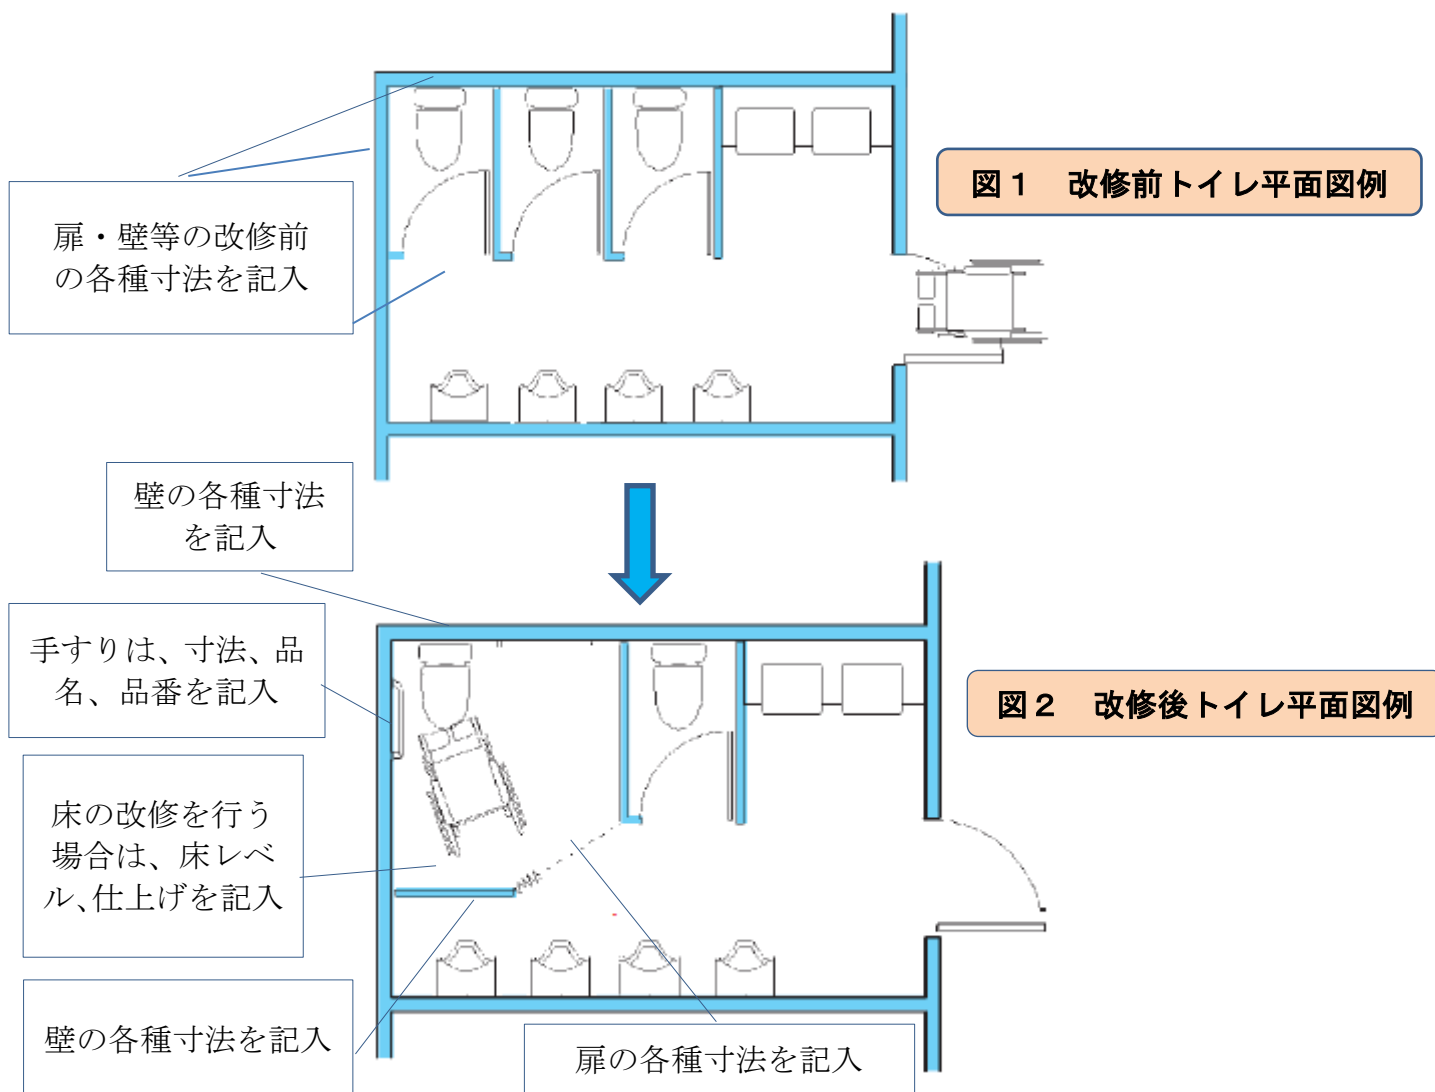 図１　改修前トイレ平面図例
扉・壁等の改修前
の各種寸法を記入
壁の各種寸法
を記入
手すりは、寸法、品
名、品番を記入
図２　改修後トイレ平面図例
床の改修を行う
場合は、床レベ
ル、仕上げを記入
壁の各種寸法を記入
扉の各種寸法を記入